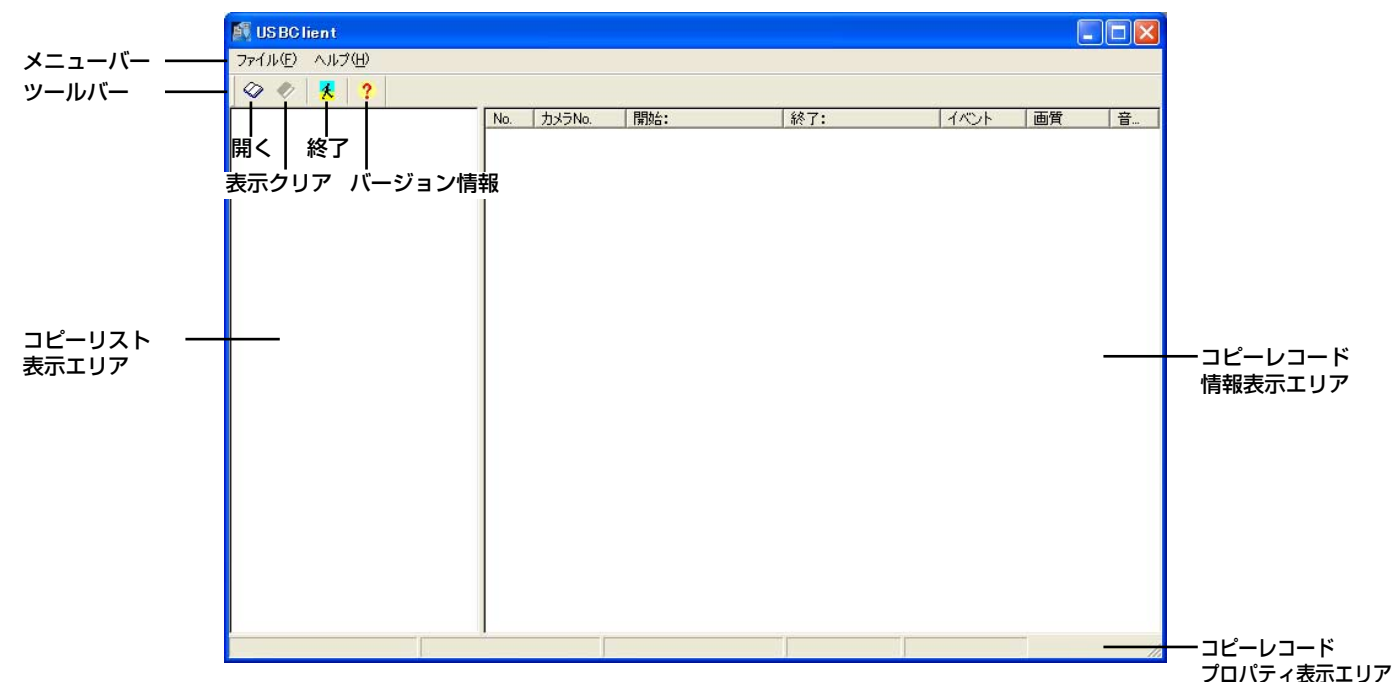 USBClient
メニューバー
ファイル(F) ヘルプ(H)
ツールバー
No. カメラNo. 開始: 終了: イベント 画質 音...
開く 終了
表示クリア バージョン情報
コピーリスト
表示エリア
コピーレコード
情報表示エリア
コピーレコード
プロパティ表示エリア